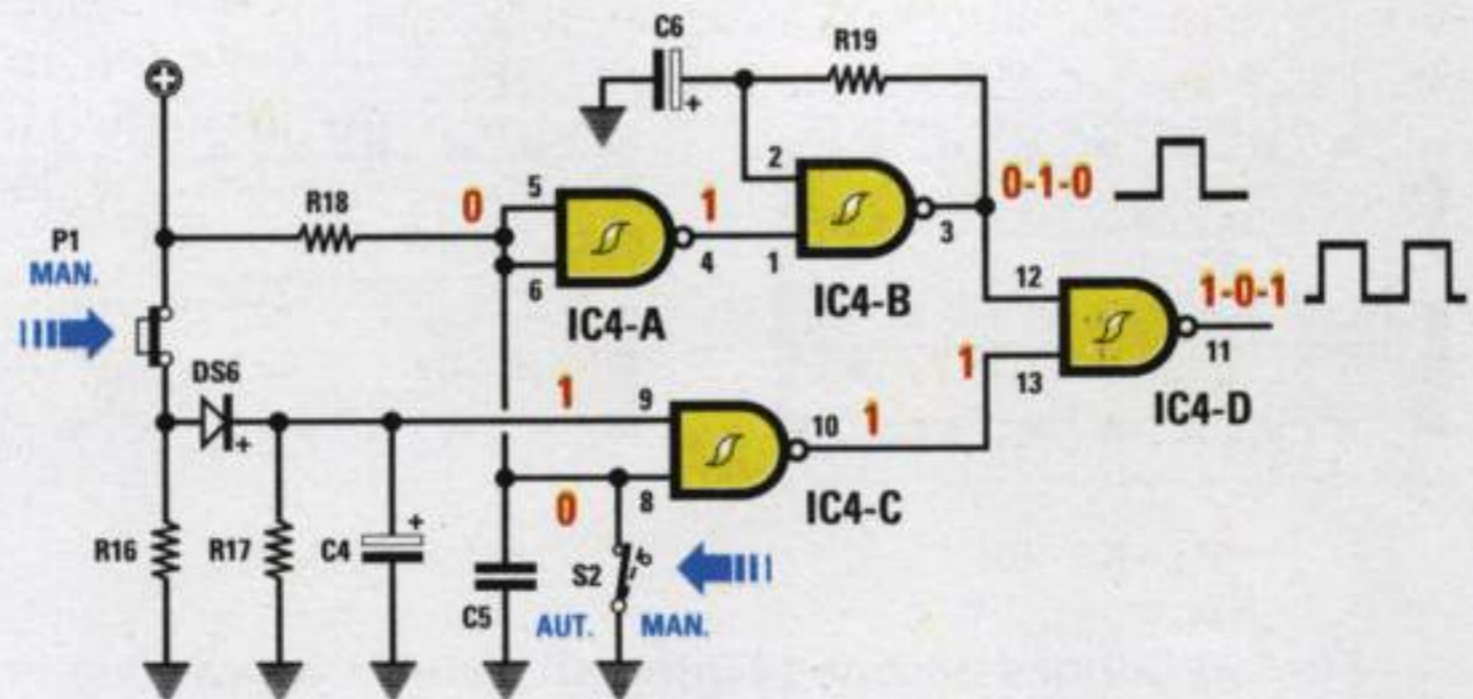 C6
R19
+
2
0-1-0
5
R18
0
1
3
P1
MAN.
4
1
12
6
IC4-B
1-0-1
IC4-A
11
DS6
1
13
1
9
IC4-D
+
10
1
0
8
IC4-C
+
R16
R17
C4
S2
C5
AUT.
MAN.